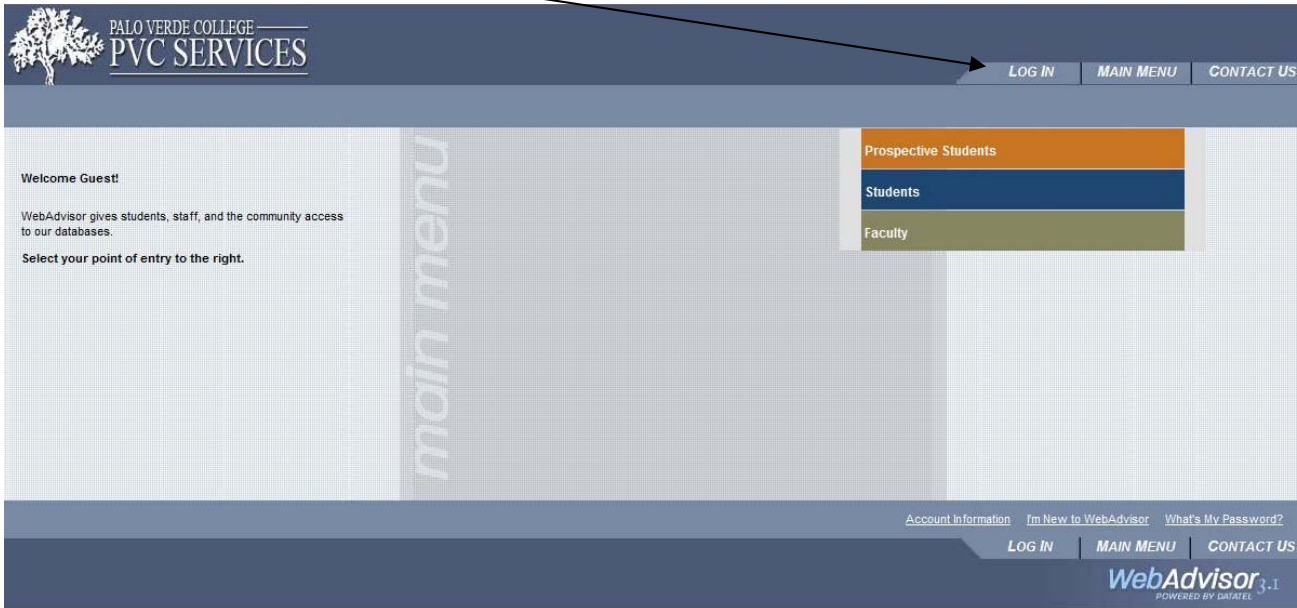 PALO VERDE COLLEGE
PVC SERVICES
LOG IN MAIN MENU CONTACT US
main menu
Prospective Students
Students
Faculty
Welcome Guest!
WebAdvisor gives students, staff, and the community access
to our databases.
Select your point of entry to the right.
Account Information I'm New to WebAdvisor What's My Password?
LOG IN MAIN MENU CONTACT US
WebAdvisor 3.1
POWERED BY DATATEL